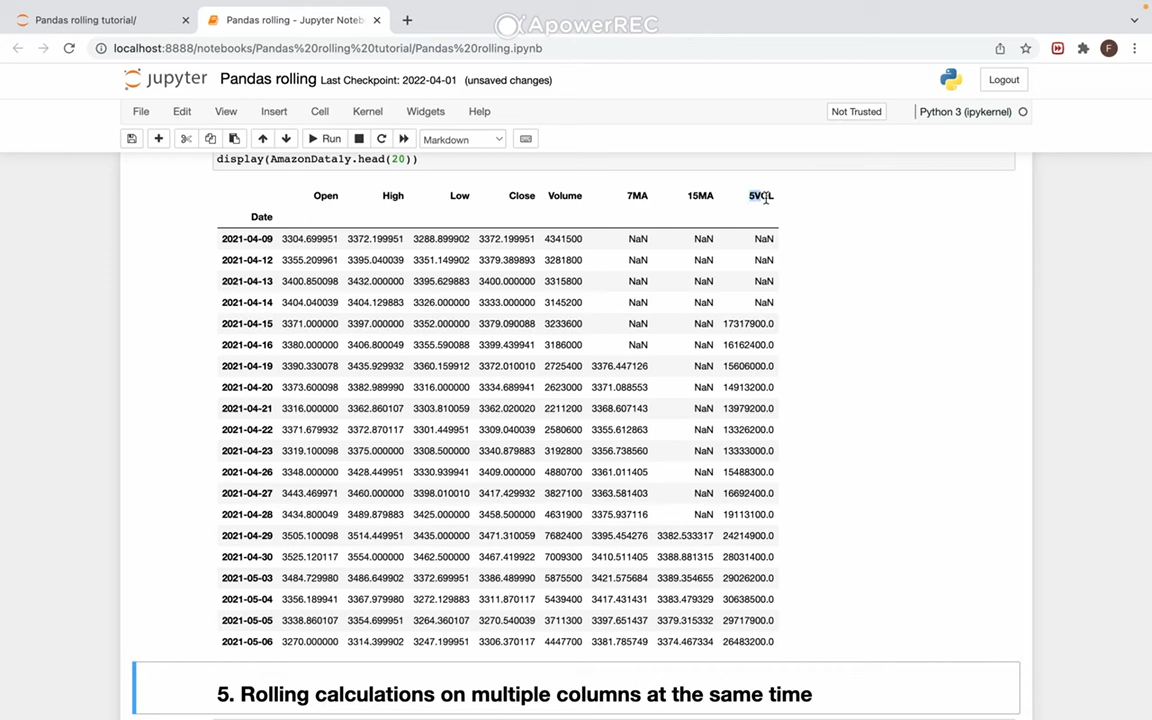 Pandas rolling tutorial/
Pandas rolling - Jupyter Noteb
ApowerREC
localhost:8888/notebooks/Pandas%20rolling%20tutorial/Pandas%20rolling.ipynb
F
jupyter Pandas rolling Last Checkpoint: 2022-04-01 (unsaved changes)
Logout
File Edit View Insert Cell Kernel Widgets Help
Not Trusted
Python 3 (ipykernel)
Run
Markdown
display(AmazonDataly.head(20))
Open High Low Close Volume 7MA 15MA 5VOL
Date
2021-04-09 3304.699951 3372.199951 3288.899902 3372.199951 4341500 NaN NaN NaN
2021-04-12 3355.209961 3395.040039 3351.149902 3379.389893 3281800 NaN NaN NaN
2021-04-13 3400.850098 3432.000000 3395.629883 3400.000000 3315800 NaN NaN NaN
2021-04-14 3404.040039 3404.129883 3326.000000 3333.000000 3145200 NaN NaN NaN
2021-04-15 3371.000000 3397.000000 3352.000000 3379.090088 3233600 NaN NaN 17317900.0
2021-04-16 3380.000000 3406.800049 3355.590088 3399.439941 3186000 NaN NaN 16162400.0
2021-04-19 3390.330078 3435.929932 3360.159912 3372.010010 2725400 3376.447126 NaN 15606000.0
2021-04-20 3373.600098 3382.989990 3316.000000 3334.689941 2623000 3371.088553 NaN 14913200.0
2021-04-21 3316.000000 3362.860107 3303.810059 3362.020020 2211200 3368.607143 NaN 13979200.0
2021-04-22 3371.679932 3372.870117 3301.449951 3309.040039 2580600 3355.612863 NaN 13326200.0
2021-04-23 3319.100098 3375.000000 3308.500000 3340.879883 3192800 3356.738560 NaN 13333000.0
2021-04-26 3348.000000 3428.449951 3330.939941 3409.000000 4880700 3361.011405 NaN 15488300.0
2021-04-27 3443.469971 3460.000000 3398.010010 3417.429932 3827100 3363.581403 NaN 16692400.0
2021-04-28 3434.800049 3489.879883 3425.000000 3458.500000 4631900 3375.937116 NaN 19113100.0
2021-04-29 3505.100098 3514.449951 3435.000000 3471.310059 7682400 3395.454276 3382.533317 24214900.0
2021-04-30 3525.120117 3554.000000 3462.500000 3467.419922 7009300 3410.511405 3388.881315 28031400.0
2021-05-03 3484.729980 3486.649902 3372.699951 3386.489990 5875500 3421.575684 3389.354655 29026200.0
2021-05-04 3356.189941 3367.979980 3272.129883 3311.870117 5439400 3417.431431 3383.479329 30638500.0
2021-05-05 3338.860107 3354.699951 3264.360107 3270.540039 3711300 3397.651437 3379.315332 29717900.0
2021-05-06 3270.000000 3314.399902 3247.199951 3306.370117 4447700 3381.785749 3374.467334 26483200.0
5. Rolling calculations on multiple columns at the same time